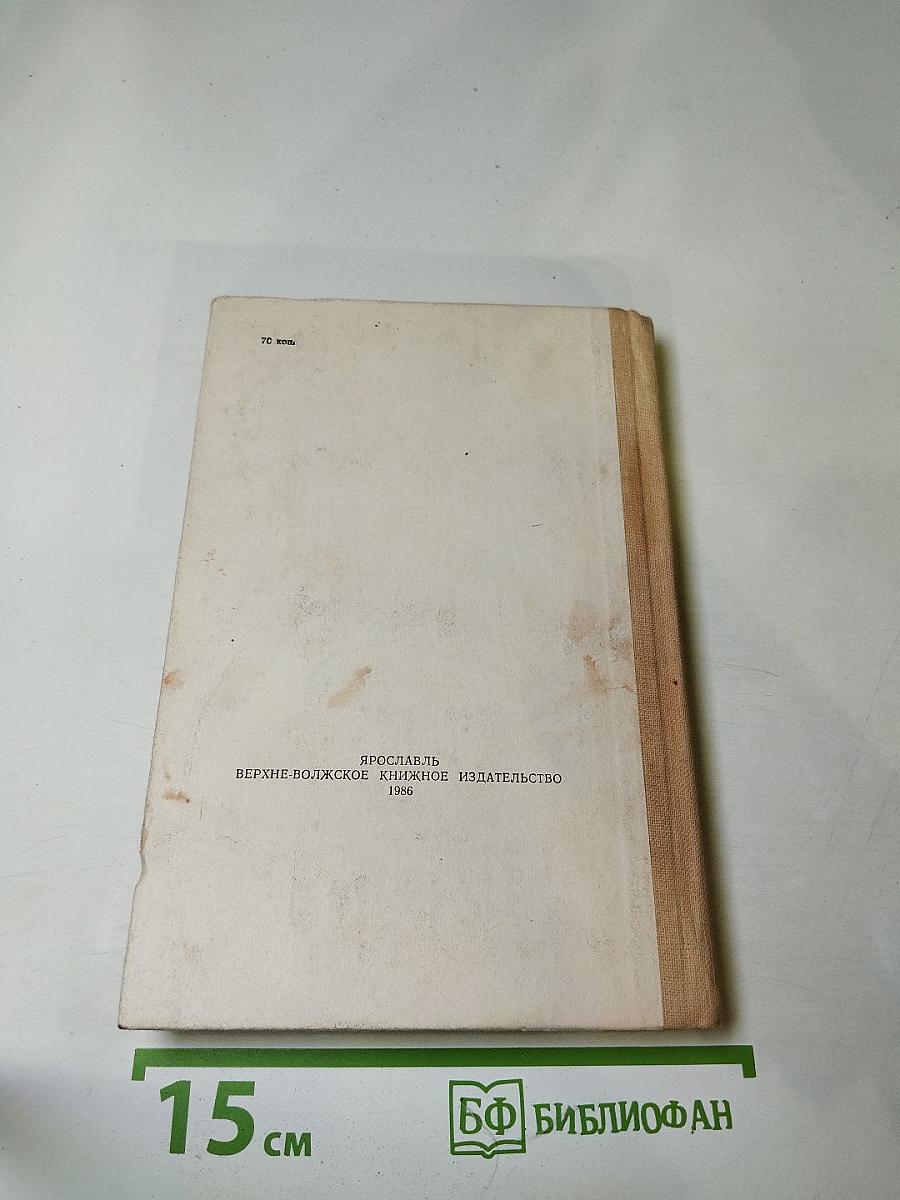 70 коп.
ЯРОСЛАВЛЬ
ВЕРХНЕ-ВОЛЖСКОЕ КНИЖНОЕ ИЗДАТЕЛЬСТВО
1986
15 см
БФ БИБЛИОФАН